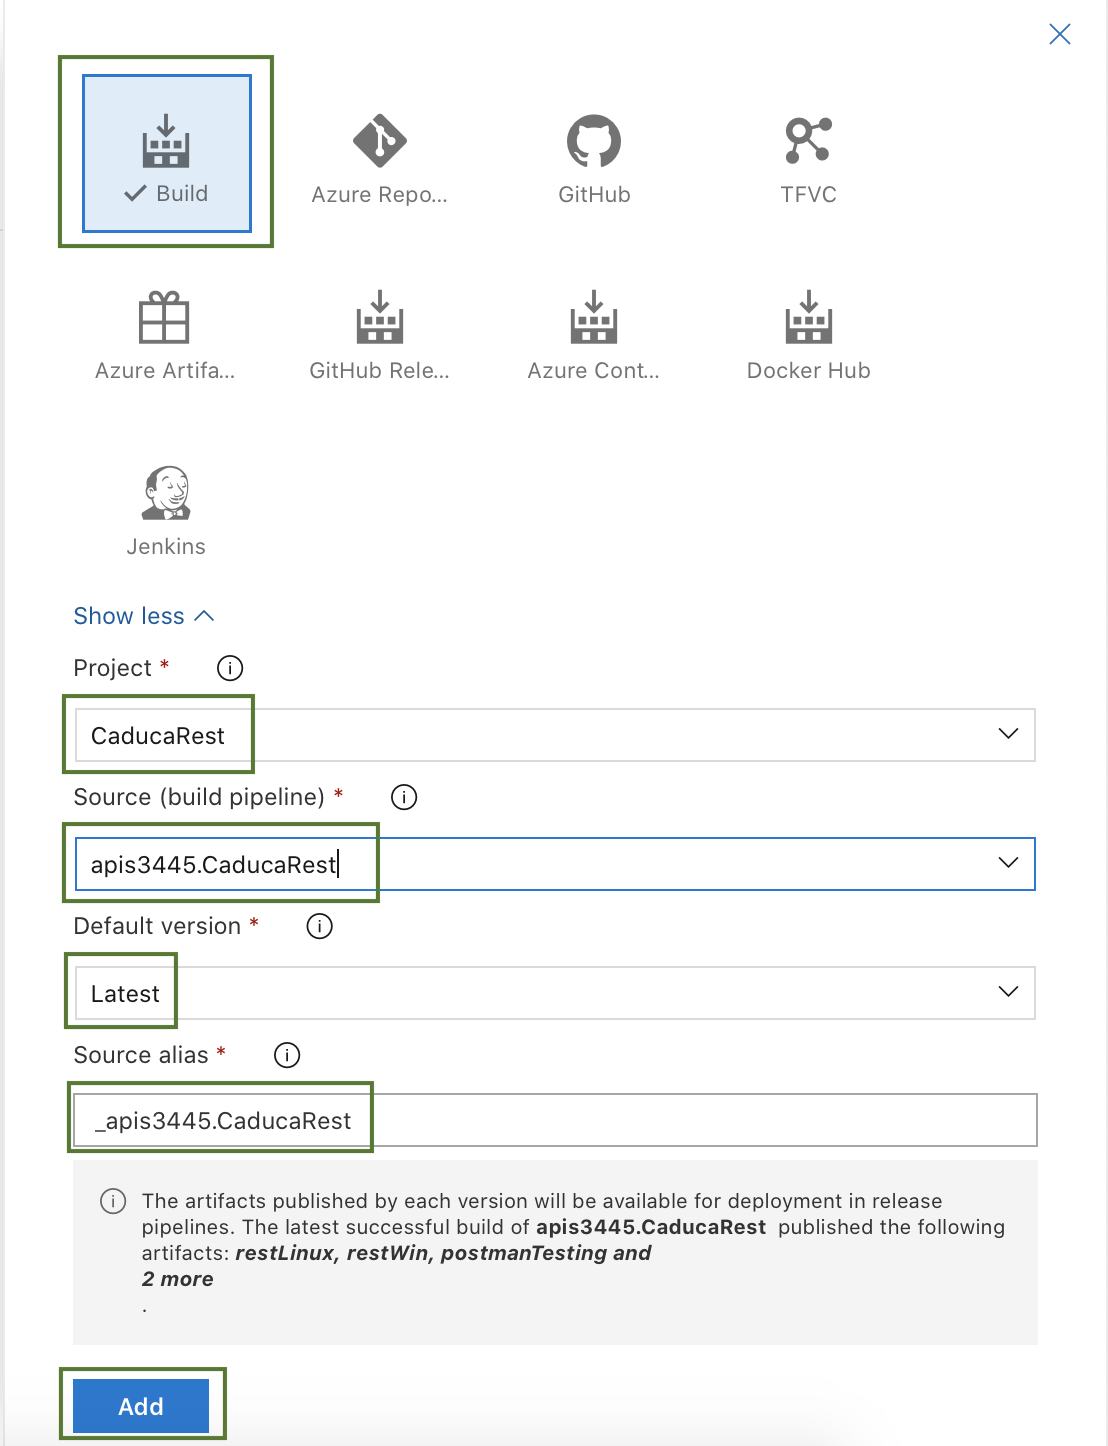 Build
Azure Repo...
GitHub
TFVC
Azure Artifa...
GitHub Rele...
Azure Cont...
Docker Hub
Jenkins
Show less
Project *
CaducaRest
Source (build pipeline) *
apis3445.CaducaRest
Default version *
Latest
Source alias *
_apis3445.CaducaRest
The artifacts published by each version will be available for deployment in release
pipelines. The latest successful build of apis3445.CaducaRest published the following
artifacts: restLinux, restWin, postmanTesting and
2 more
.
Add